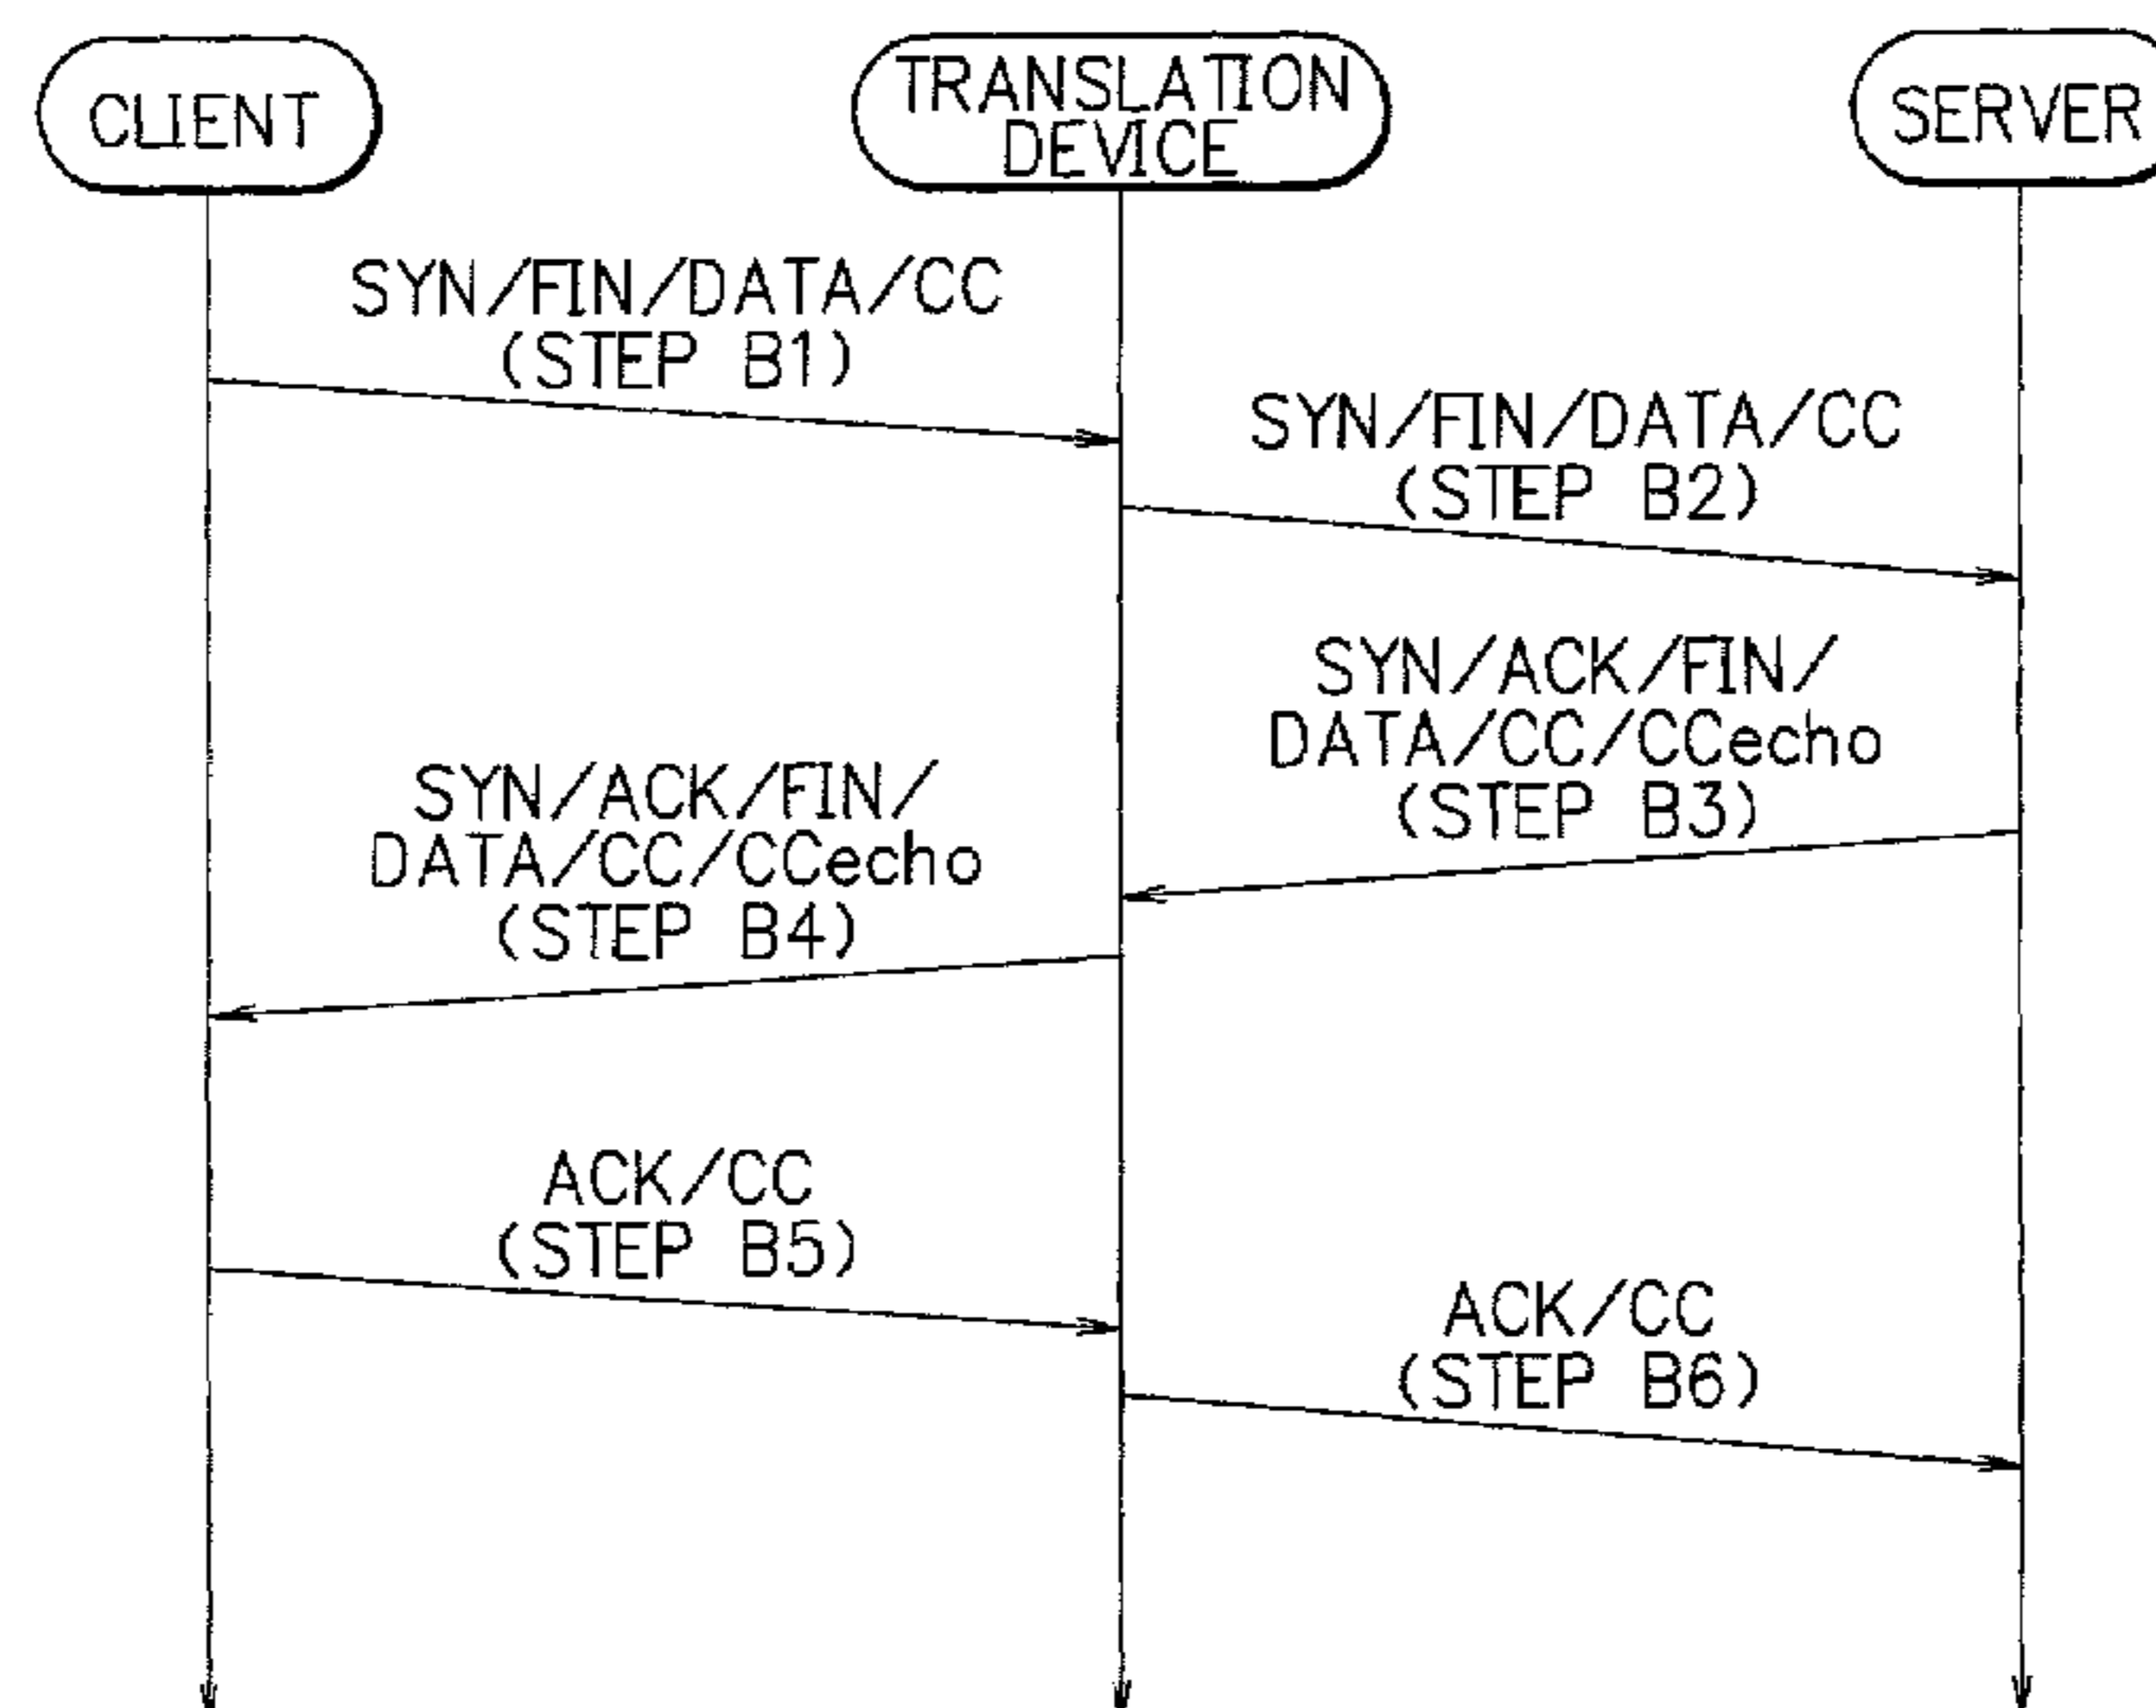 CLIENT
TRANSLATION
DEVICE
SERVER
SYN/FIN/DATA/CC
(STEP B1)
SYN/FIN/DATA/CC
(STEP B2)
SYN/ACK/FIN/
DATA/CC/CCecho
(STEP B3)
SYN/ACK/FIN/
DATA/CC/CCecho
(STEP B4)
ACK/CC
(STEP B5)
ACK/CC
(STEP B6)